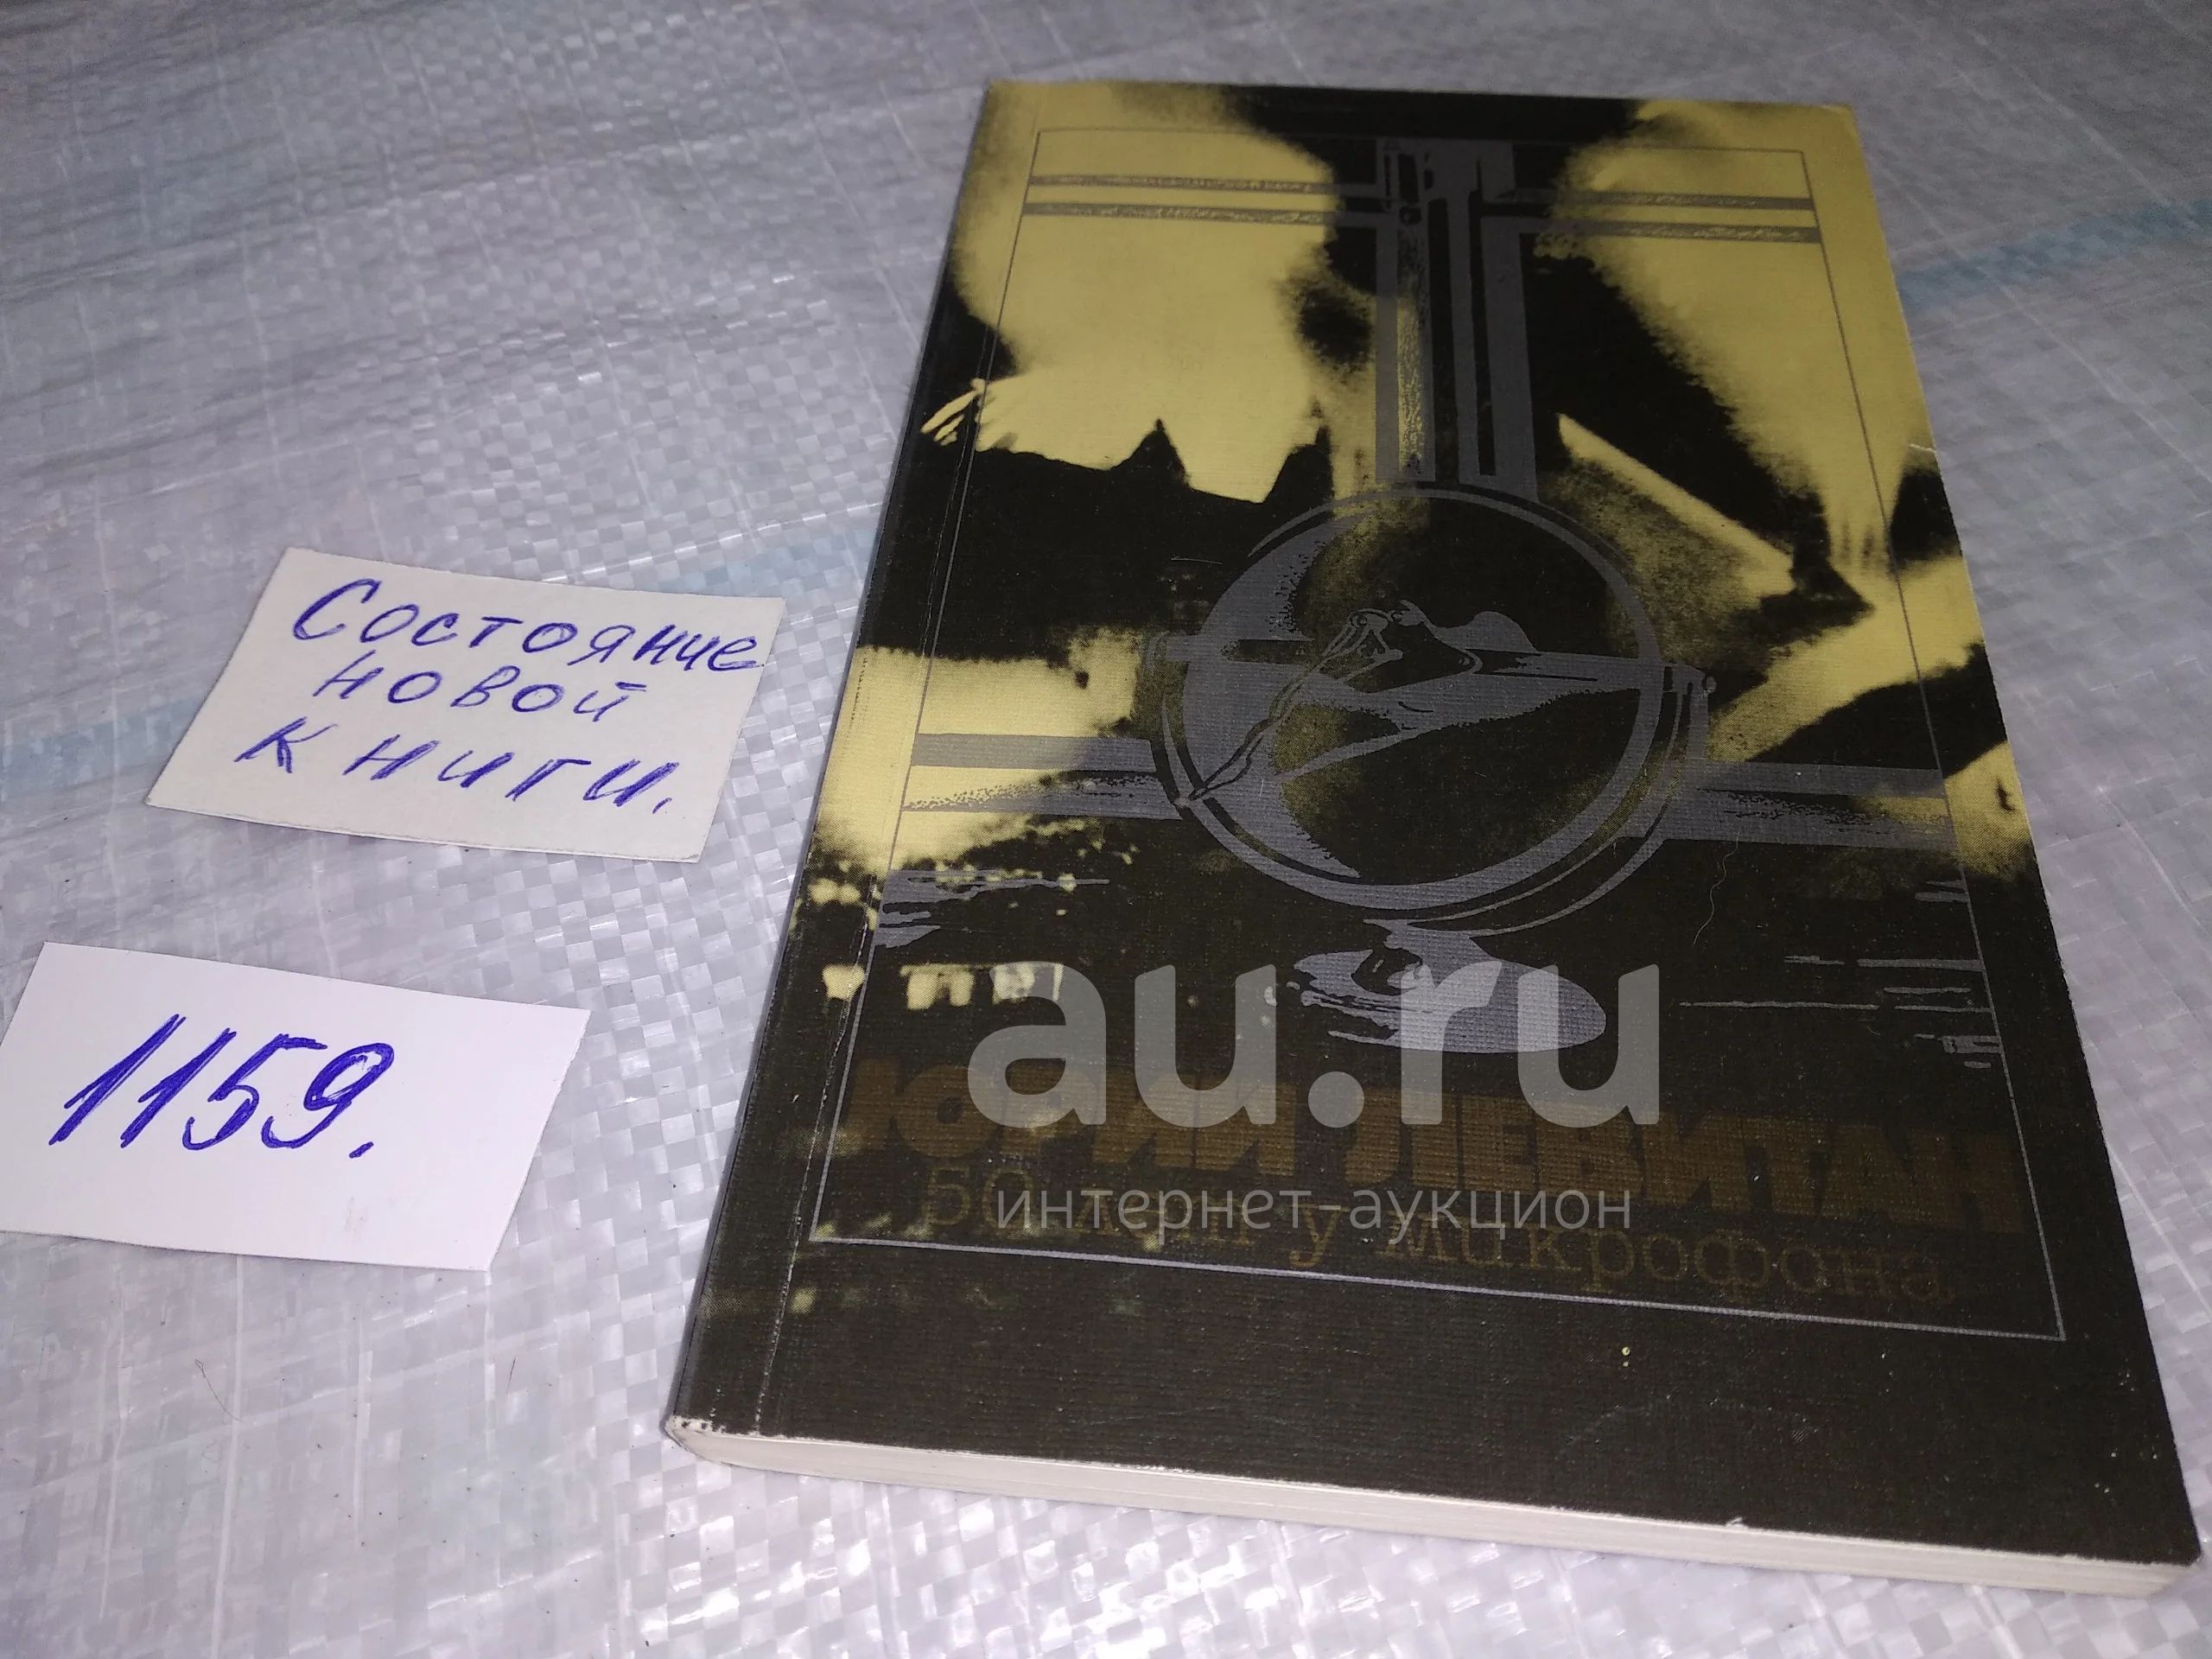 Состояние
новой
книги.
1159.
au.ru
ЮРИЙ ЛЕВИТАН
интернет-аукцион
50 лет у микрофона